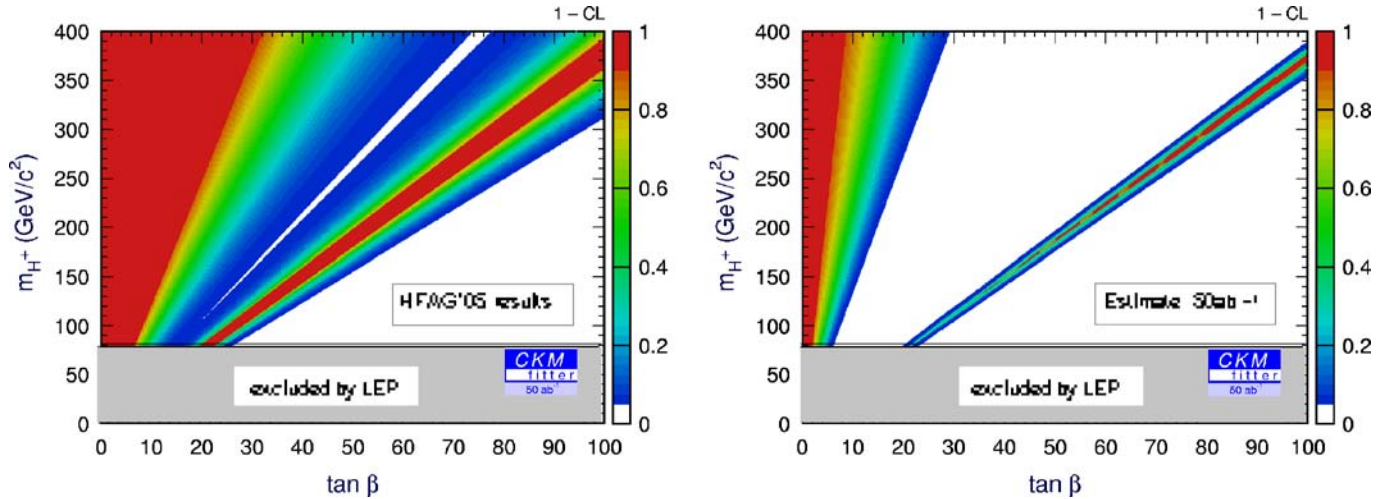 1 – CL
400
350
300
250
200
150
100
50
0
m_H+ (GeV/c²)
0 10 20 30 40 50 60 70 80 90 100
tan β
1
0.8
0.6
0.4
0.2
0
HFAG'05 results
excluded by LEP
CKM
fitter
50 ab⁻¹
1 – CL
400
350
300
250
200
150
100
50
0
m_H+ (GeV/c²)
0 10 20 30 40 50 60 70 80 90 100
tan β
1
0.8
0.6
0.4
0.2
0
Estimate 50ab⁻¹
excluded by LEP
CKM
fitter
50 ab⁻¹